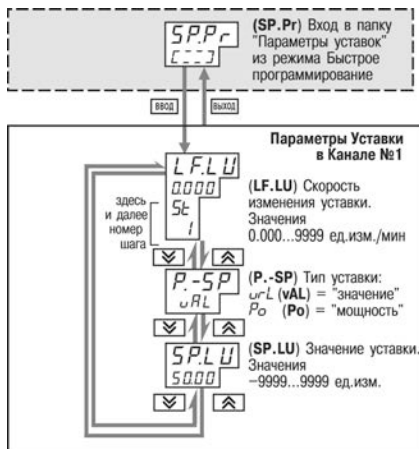 SP.Pr
[---]
(SP.Pr) Вход в папку
"Параметры уставок"
из режима Быстрое
программирование
ВВОД
ВЫХОД
Параметры Уставки
в Канале №1
LF.LU
0.000
St
1
здесь
и далее
номер
шага
(LF.LU) Скорость
изменения уставки.
Значения
0.000...9999 ед.изм./мин
P.-SP
vAL
(P.-SP) Тип уставки:
vrL (vAL) = "значение"
Po (Po) = "мощность"
SP.LU
50.00
(SP.LU) Значение уставки.
Значения
−9999...9999 ед.изм.